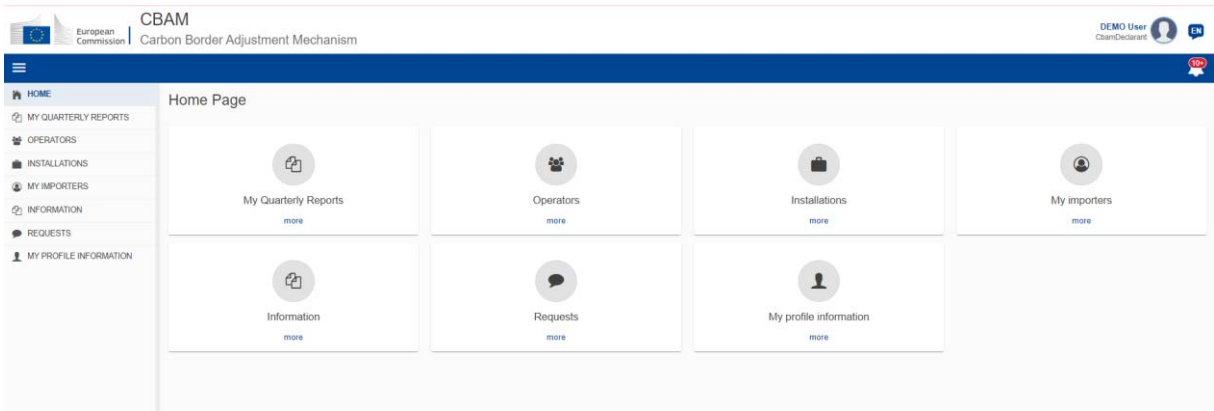 European
Commission
CBAM
Carbon Border Adjustment Mechanism
DEMO User
CbamDeclarant
EN
10+
HOME
MY QUARTERLY REPORTS
OPERATORS
INSTALLATIONS
MY IMPORTERS
INFORMATION
REQUESTS
MY PROFILE INFORMATION
Home Page
My Quarterly Reports
more
Operators
more
Installations
more
My importers
more
Information
more
Requests
more
My profile information
more